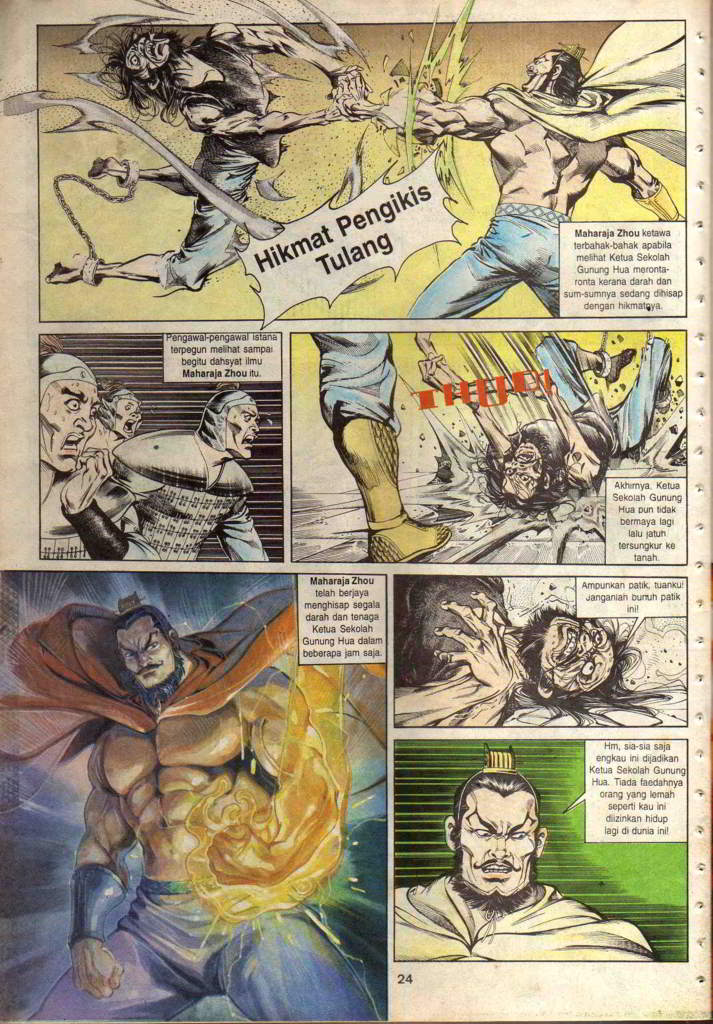 Hikmat Pengikis
Tulang
Maharaja Zhou ketawa
terbahak-bahak apabila
melihat Ketua Sekolah
Gunung Hua meronta-
ronta kerana darah dan
sum-sumnya sedang dihisap
dengan hikmatnya.
Pengawal-pengawal istana
terpegun melihat sampai
begitu dahsyat ilmu
Maharaja Zhou itu.
Akhirnya, Ketua
Sekolah Gunung
Hua pun tidak
bermaya lagi
lalu jatuh
tersungkur ke
tanah.
Maharaja Zhou
telah berjaya
menghisap segala
darah dan tenaga
Ketua Sekolah
Gunung Hua dalam
beberapa jam saja.
Ampunkan patik, tuanku!
Janganlah bunuh patik
ini!
Hm, sia-sia saja
engkau ini dijadikan
Ketua Sekolah Gunung
Hua. Tiada faedahnya
orang yang lemah
seperti kau ini
diizinkan hidup
lagi di dunia ini!
24